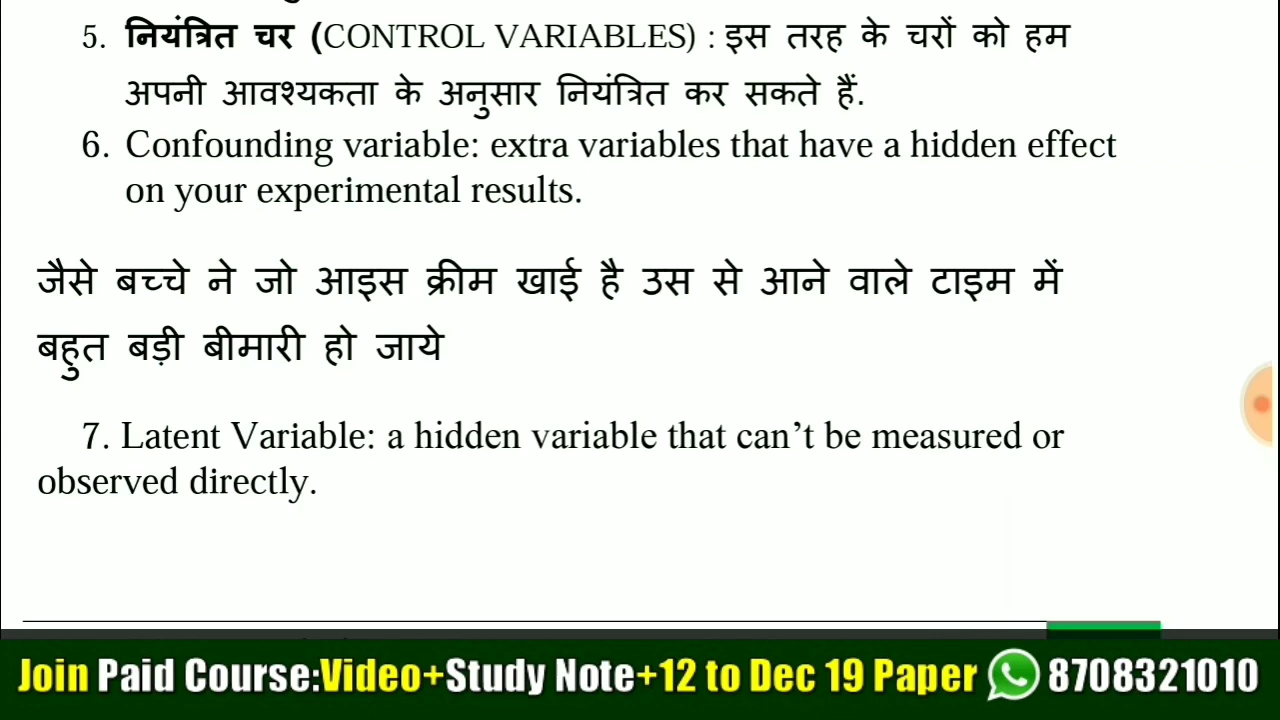 5. नियंत्रित चर (CONTROL VARIABLES) : इस तरह के चरों को हम
अपनी आवश्यकता के अनुसार नियंत्रित कर सकते हैं.
6. Confounding variable: extra variables that have a hidden effect
on your experimental results.
जैसे बच्चे ने जो आइस क्रीम खाई है उस से आने वाले टाइम में
बहुत बड़ी बीमारी हो जाये
7. Latent Variable: a hidden variable that can’t be measured or
observed directly.
Join Paid Course:Video+Study Note+12 to Dec 19 Paper 8708321010